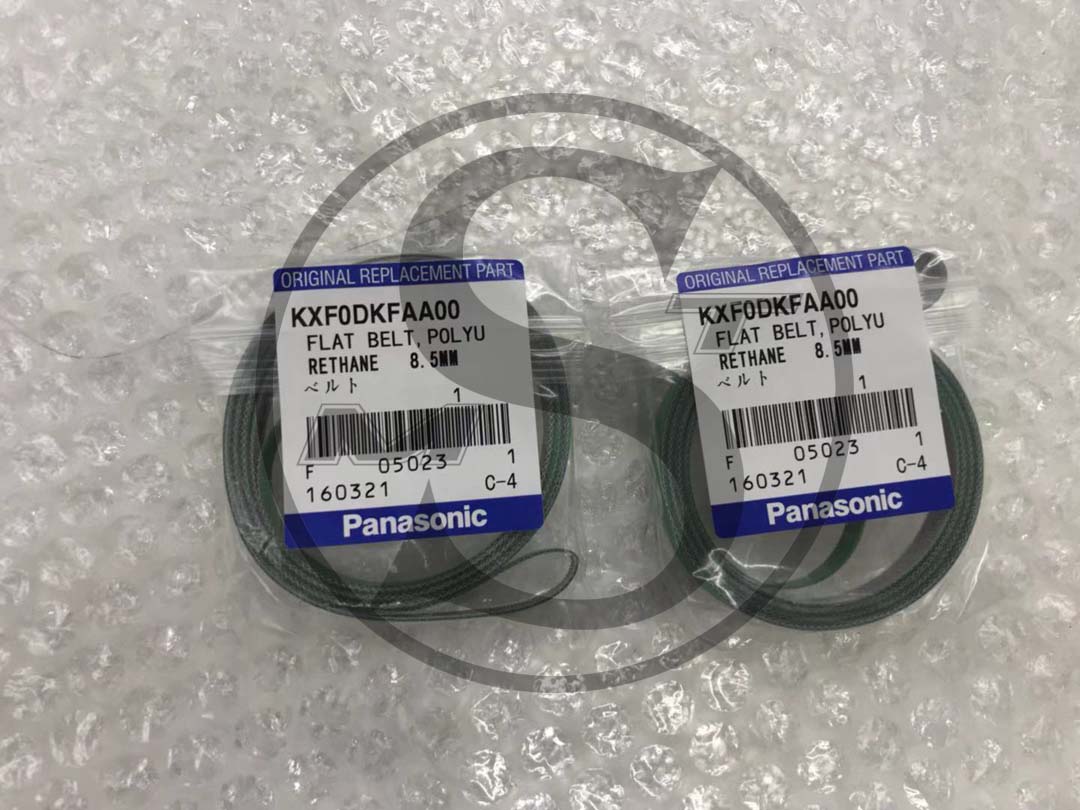 ORIGINAL REPLACEMENT PART
KXF0DKFAA00
FLAT BELT, POLYU
RETHANE 8.5MM
ベルト
1
F 05023 1
160321 C-4
Panasonic
ORIGINAL REPLACEMENT PART
KXF0DKFAA00
FLAT BELT, POLYU
RETHANE 8.5MM
ベルト
1
F 05023 1
160321 C-4
Panasonic
S